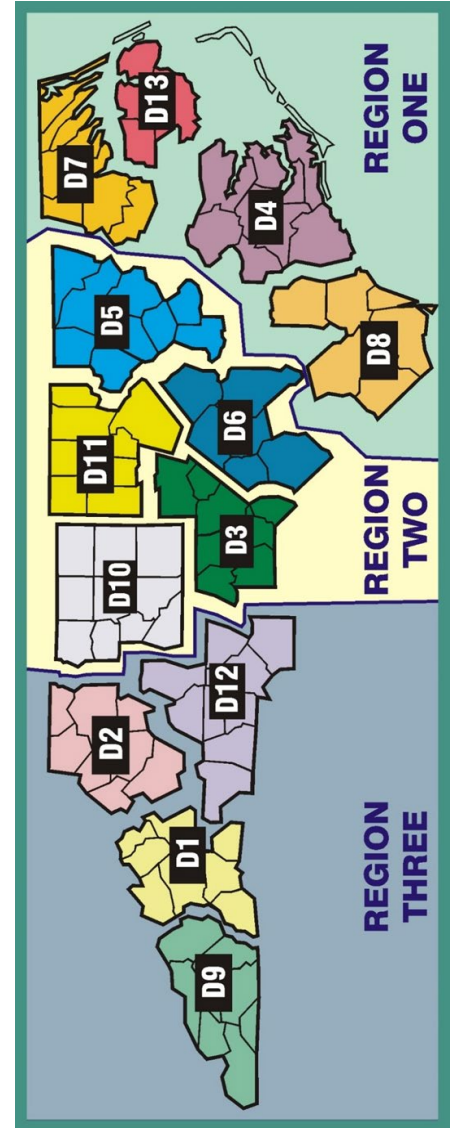 D9
D1
D2
D12
D10
D3
D11
D6
D5
D7
D13
D4
D8
REGION
THREE
REGION
TWO
REGION
ONE